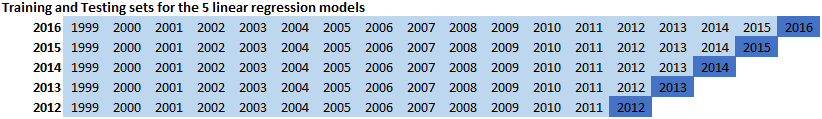 Training and Testing sets for the 5 linear regression models
2016 1999 2000 2001 2002 2003 2004 2005 2006 2007 2008 2009 2010 2011 2012 2013 2014 2015 2016
2015 1999 2000 2001 2002 2003 2004 2005 2006 2007 2008 2009 2010 2011 2012 2013 2014 2015
2014 1999 2000 2001 2002 2003 2004 2005 2006 2007 2008 2009 2010 2011 2012 2013 2014
2013 1999 2000 2001 2002 2003 2004 2005 2006 2007 2008 2009 2010 2011 2012 2013
2012 1999 2000 2001 2002 2003 2004 2005 2006 2007 2008 2009 2010 2011 2012